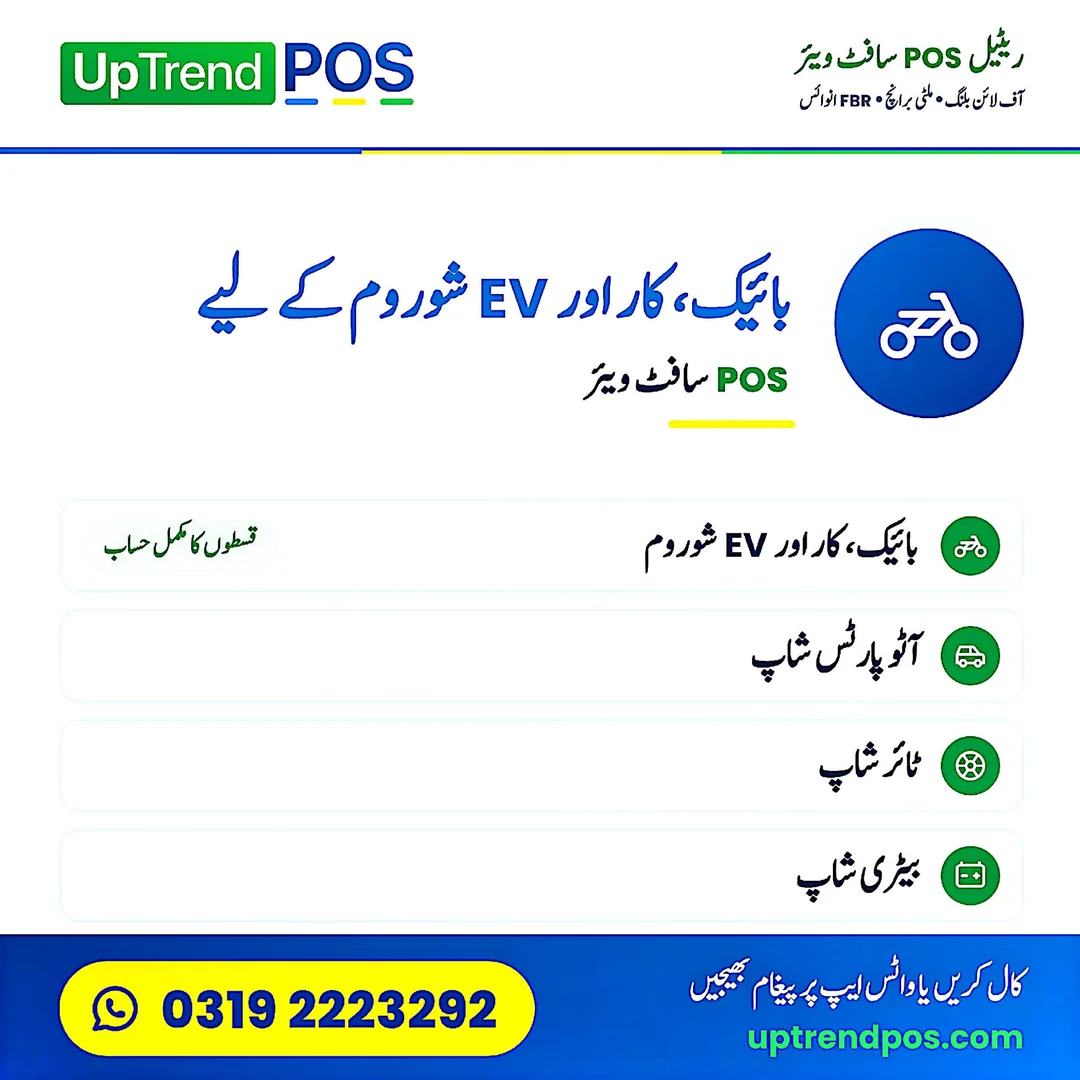 UpTrend POS
ریٹیل POS سافٹ ویئر
آف لائن بلنگ • ملٹی برانچ • FBR انوائس
بائیک، کار اور EV شوروم کے لیے
POS سافٹ ویئر
بائیک، کار اور EV شوروم
قسطوں کا مکمل حساب
آٹو پارٹس شاپ
ٹائر شاپ
بیٹری شاپ
کال کریں یا واٹس ایپ پر پیغام بھیجیں
0319 2223292
uptrendpos.com